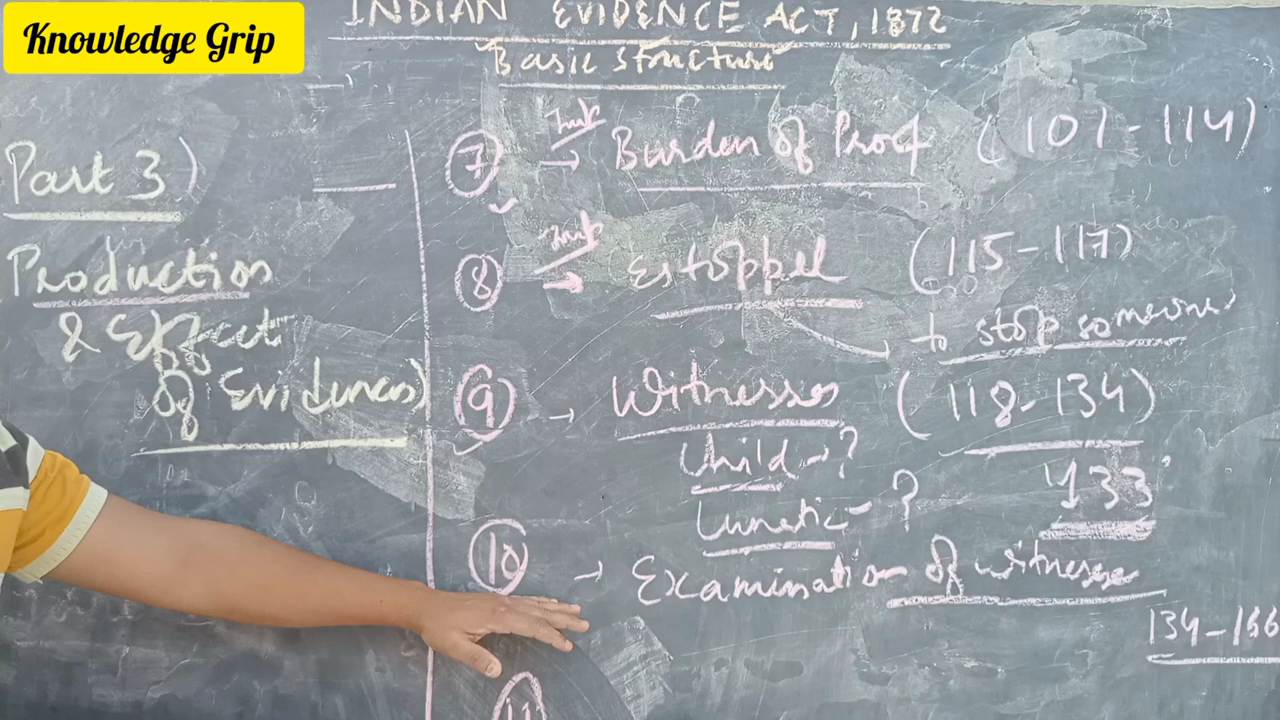 Knowledge Grip
INDIAN EVIDENCE ACT, 1872
Basic Structure
Part 3)
Production
& Effect
of Evidences)
7 → Burden of Proof (101-114)
8 → Estoppel (115-117)
to stop someone
9 → Witnesses (118-134)
Child - ?
Lunatic - ?
'133'
10 → Examination of witnesses
134-166
11